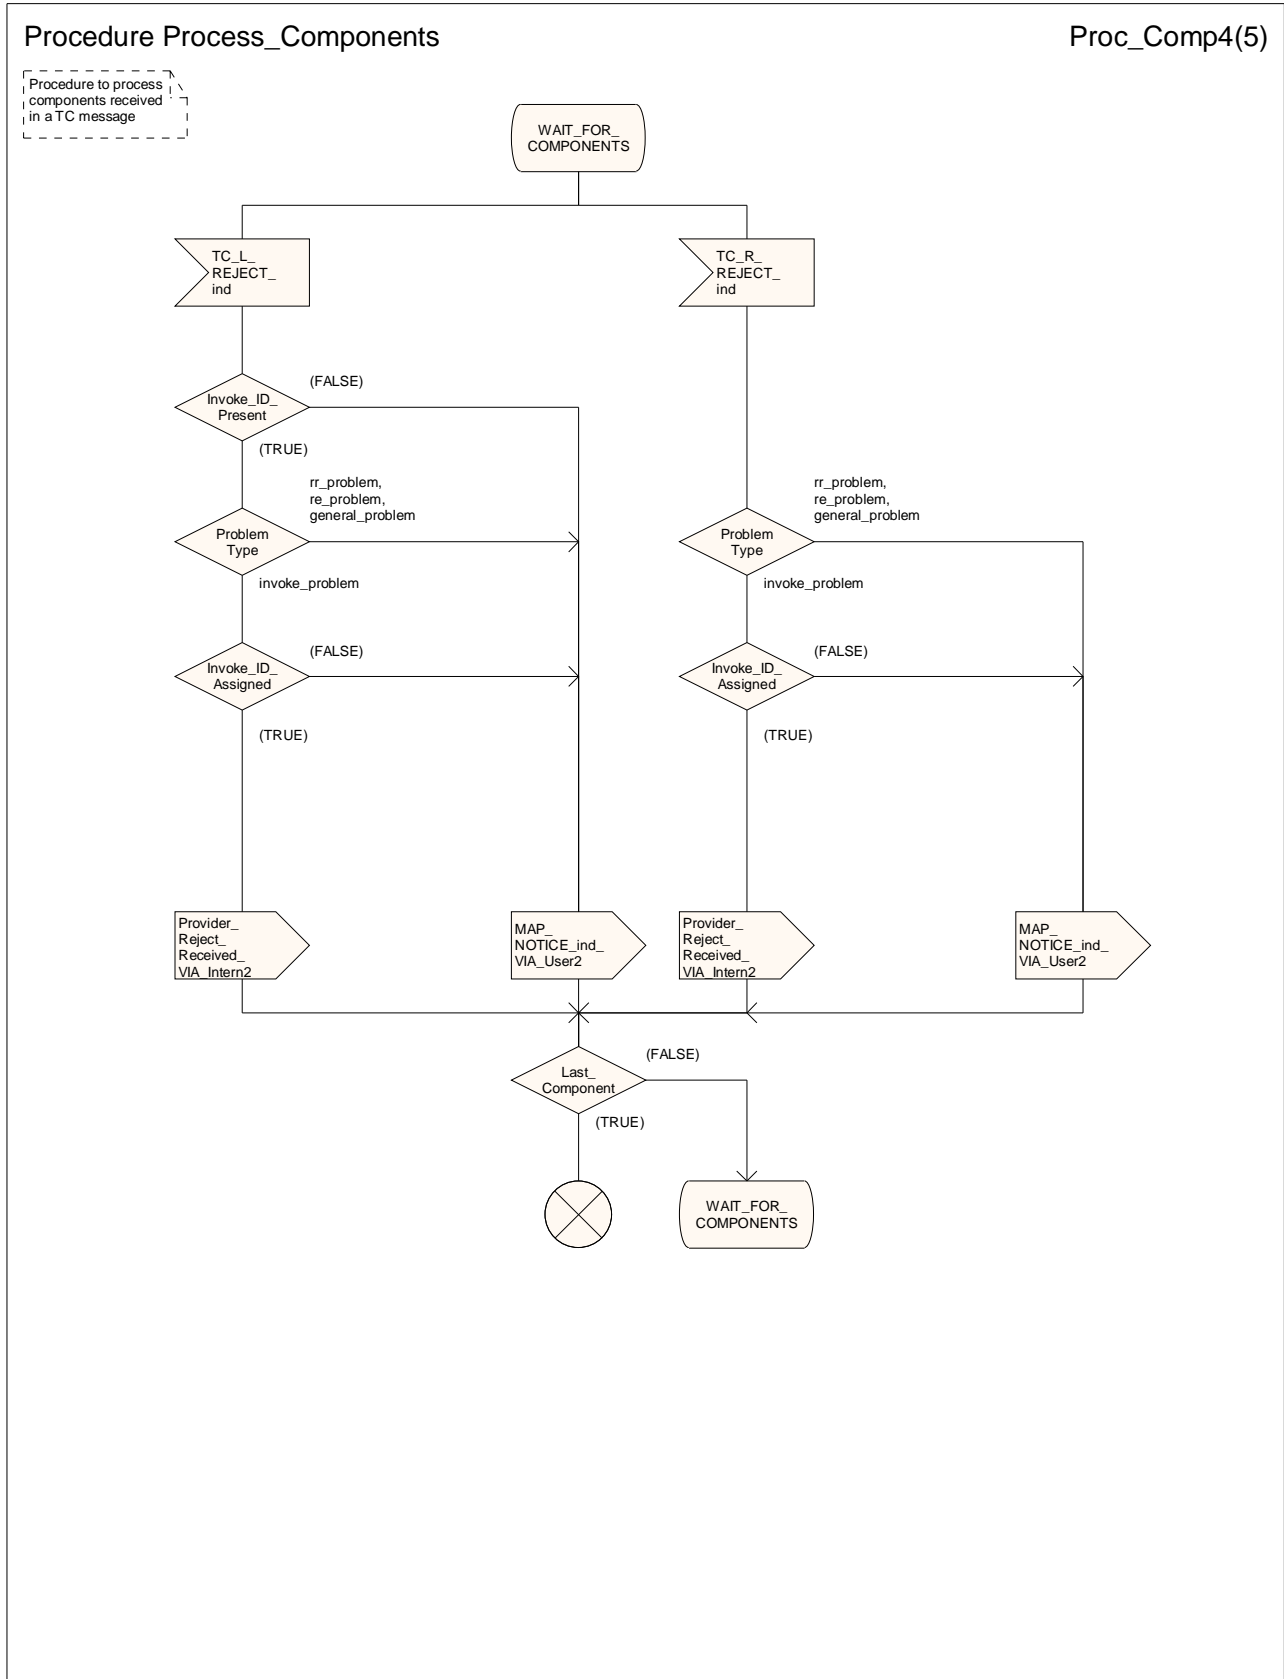 Procedure Process_Components
Proc_Comp4(5)
Procedure to process
components received
in a TC message
WAIT_FOR_
COMPONENTS
TC_L_
REJECT_
ind
TC_R_
REJECT_
ind
(FALSE)
Invoke_ID_
Present
(TRUE)
rr_problem,
re_problem,
general_problem
Problem
Type
invoke_problem
rr_problem,
re_problem,
general_problem
Problem
Type
invoke_problem
(FALSE)
Invoke_ID_
Assigned
(TRUE)
(FALSE)
Invoke_ID_
Assigned
(TRUE)
Provider_
Reject_
Received_
VIA_Intern2
MAP_
NOTICE_ind_
VIA_User2
Provider_
Reject_
Received_
VIA_Intern2
MAP_
NOTICE_ind_
VIA_User2
(FALSE)
Last_
Component
(TRUE)
WAIT_FOR_
COMPONENTS